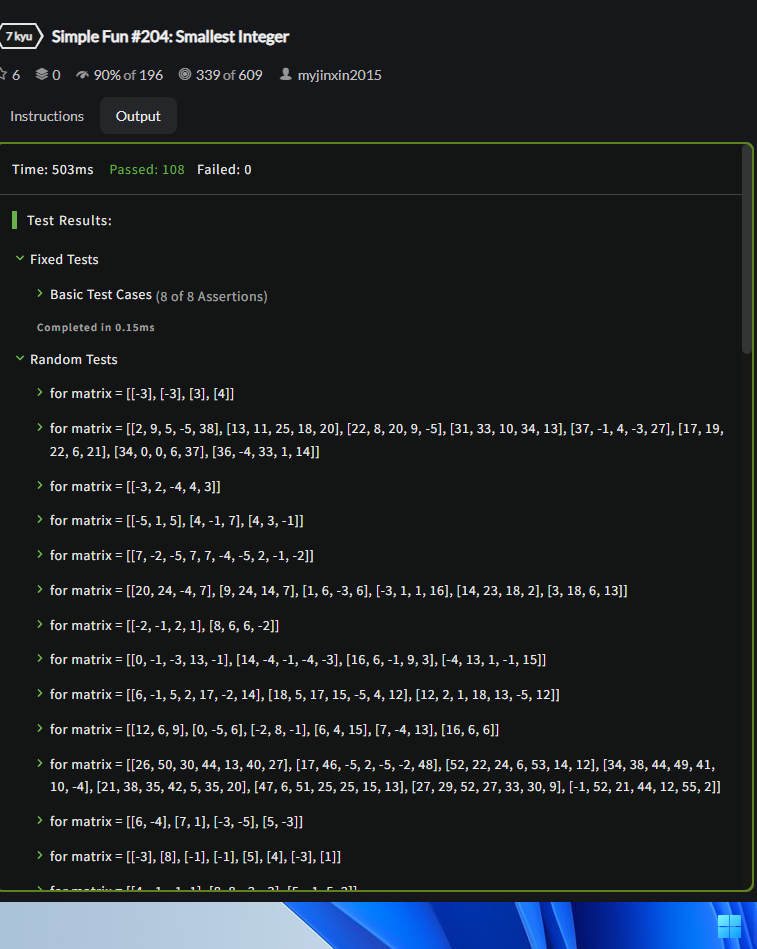 7 kyu Simple Fun #204: Smallest Integer
6 0 90% of 196 339 of 609 myjinxin2015
Instructions Output
Time: 503ms Passed: 108 Failed: 0
Test Results:
Fixed Tests
Basic Test Cases (8 of 8 Assertions)
Completed in 0.15ms
Random Tests
for matrix = [[-3], [-3], [3], [4]]
for matrix = [[2, 9, 5, -5, 38], [13, 11, 25, 18, 20], [22, 8, 20, 9, -5], [31, 33, 10, 34, 13], [37, -1, 4, -3, 27], [17, 19,
22, 6, 21], [34, 0, 0, 6, 37], [36, -4, 33, 1, 14]]
for matrix = [[-3, 2, -4, 4, 3]]
for matrix = [[-5, 1, 5], [4, -1, 7], [4, 3, -1]]
for matrix = [[7, -2, -5, 7, 7, -4, -5, 2, -1, -2]]
for matrix = [[20, 24, -4, 7], [9, 24, 14, 7], [1, 6, -3, 6], [-3, 1, 1, 16], [14, 23, 18, 2], [3, 18, 6, 13]]
for matrix = [[-2, -1, 2, 1], [8, 6, 6, -2]]
for matrix = [[0, -1, -3, 13, -1], [14, -4, -1, -4, -3], [16, 6, -1, 9, 3], [-4, 13, 1, -1, 15]]
for matrix = [[6, -1, 5, 2, 17, -2, 14], [18, 5, 17, 15, -5, 4, 12], [12, 2, 1, 18, 13, -5, 12]]
for matrix = [[12, 6, 9], [0, -5, 6], [-2, 8, -1], [6, 4, 15], [7, -4, 13], [16, 6, 6]]
for matrix = [[26, 50, 30, 44, 13, 40, 27], [17, 46, -5, 2, -5, -2, 48], [52, 22, 24, 6, 53, 14, 12], [34, 38, 44, 49, 41,
10, -4], [21, 38, 35, 42, 5, 35, 20], [47, 6, 51, 25, 25, 15, 13], [27, 29, 52, 27, 33, 30, 9], [-1, 52, 21, 44, 12, 55, 2]]
for matrix = [[6, -4], [7, 1], [-3, -5], [5, -3]]
for matrix = [[-3], [8], [-1], [-1], [5], [4], [-3], [1]]
for matrix